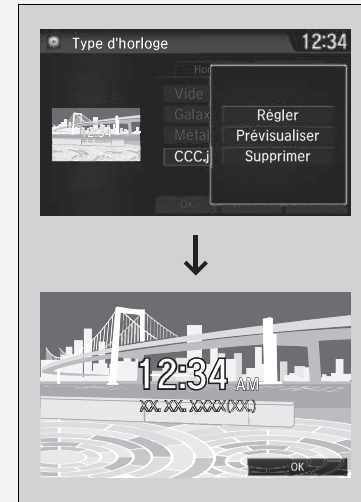 Type d'horloge
12:34
Hor
Vide
Galax
Métal
CCC.j
Régler
Prévisualiser
Supprimer
OK
12:34 AM
XX. XX. XXXX(XX.)
OK